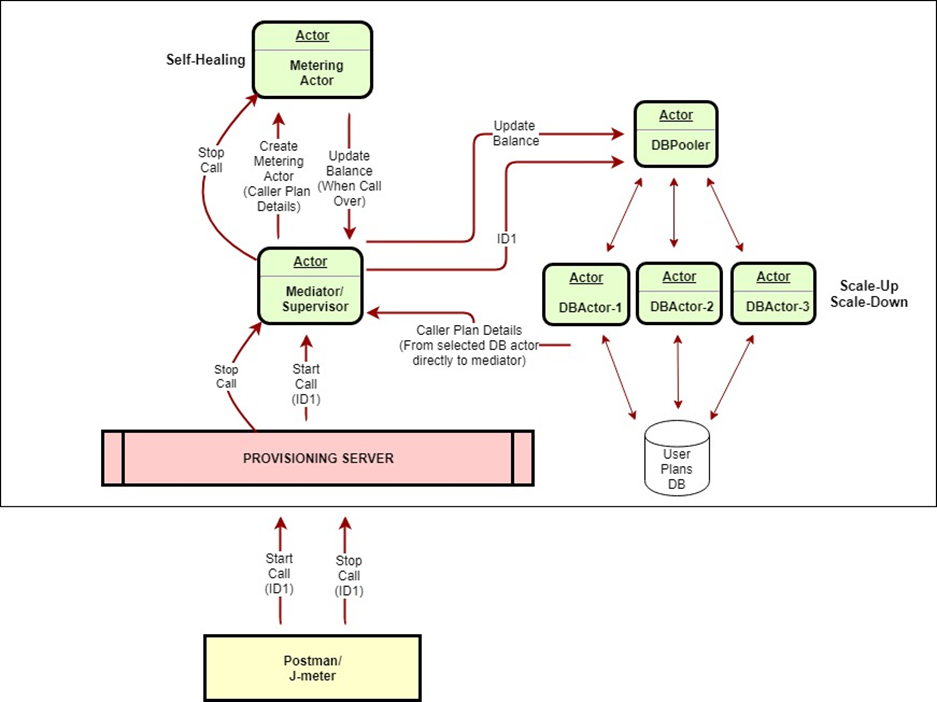 Actor
Metering
Actor
Self-Healing
Stop
Call
Create
Metering
Actor
(Caller Plan
Details)
Update
Balance
(When Call
Over)
Update
Balance
ID1
Actor
DBPooler
Actor
Mediator/
Supervisor
Actor
DBActor-1
Actor
DBActor-2
Actor
DBActor-3
Scale-Up
Scale-Down
Caller Plan Details
(From selected DB actor
directly to mediator)
Stop
Call
Start
Call
(ID1)
PROVISIONING SERVER
User
Plans
DB
Start
Call
(ID1)
Stop
Call
(ID1)
Postman/
J-meter